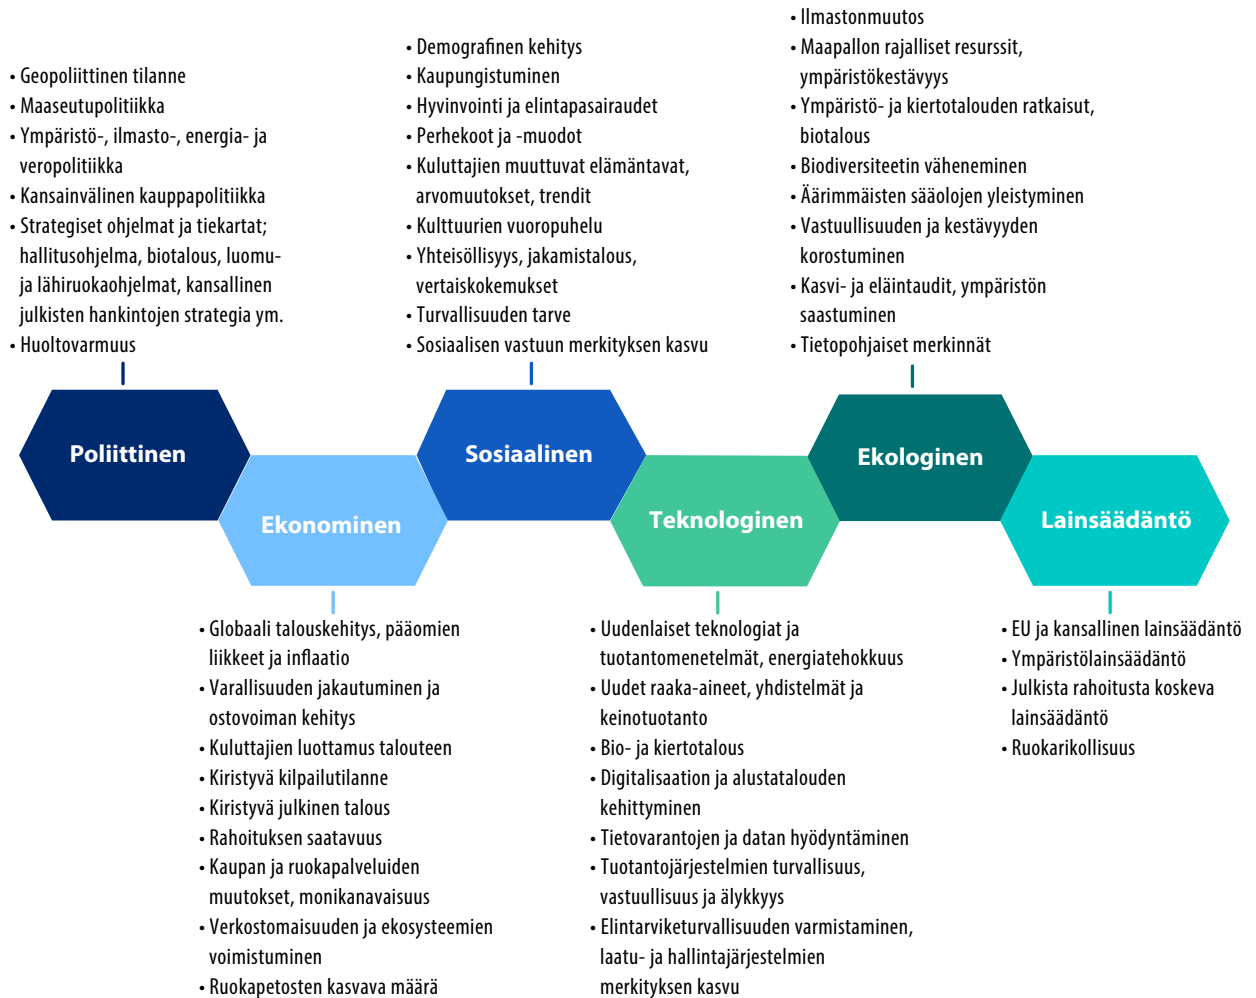 • Geopoliittinen tilanne
• Maaseutupolitiikka
• Ympäristö-, ilmasto-, energia- ja
veropolitiikka
• Kansainvälinen kauppapolitiikka
• Strategiset ohjelmat ja tiekartat;
hallitusohjelma, biotalous, luomu-
ja lähiruokaohjelmat, kansallinen
julkisten hankintojen strategia ym.
• Huoltovarmuus
Poliittinen
Ekonominen
• Globaali talouskehitys, pääomien
liikkeet ja inflaatio
• Varallisuuden jakautuminen ja
ostovoiman kehitys
• Kuluttajien luottamus talouteen
• Kiristyvä kilpailutilanne
• Kiristyvä julkinen talous
• Rahoituksen saatavuus
• Kaupan ja ruokapalveluiden
muutokset, monikanavaisuus
• Verkostomaisuuden ja ekosysteemien
voimistuminen
• Ruokapetosten kasvava määrä
• Demografinen kehitys
• Kaupungistuminen
• Hyvinvointi ja elintapasairaudet
• Perhekoot ja -muodot
• Kuluttajien muuttuvat elämäntavat,
arvomuutokset, trendit
• Kulttuurien vuoropuhelu
• Yhteisöllisyys, jakamistalous,
vertaiskokemukset
• Turvallisuuden tarve
• Sosiaalisen vastuun merkityksen kasvu
Sosiaalinen
Teknologinen
• Uudenlaiset teknologiat ja
tuotantomenetelmät, energiatehokkuus
• Uudet raaka-aineet, yhdistelmät ja
keinotuotanto
• Bio- ja kiertotalous
• Digitalisaation ja alustatalouden
kehittyminen
• Tietovarantojen ja datan hyödyntäminen
• Tuotantojärjestelmien turvallisuus,
vastuullisuus ja älykkyys
• Elintarviketurvallisuuden varmistaminen,
laatu- ja hallintajärjestelmien
merkityksen kasvu
• Ilmastonmuutos
• Maapallon rajalliset resurssit,
ympäristökestävyys
• Ympäristö- ja kiertotalouden ratkaisut,
biotalous
• Biodiversiteetin väheneminen
• Äärimmäisten sääolojen yleistyminen
• Vastuullisuuden ja kestävyyden
korostuminen
• Kasvi- ja eläintaudit, ympäristön
saastuminen
• Tietopohjaiset merkinnät
Ekologinen
Lainsäädäntö
• EU ja kansallinen lainsäädäntö
• Ympäristölainsäädäntö
• Julkista rahoitusta koskeva
lainsäädäntö
• Ruokarikollisuus